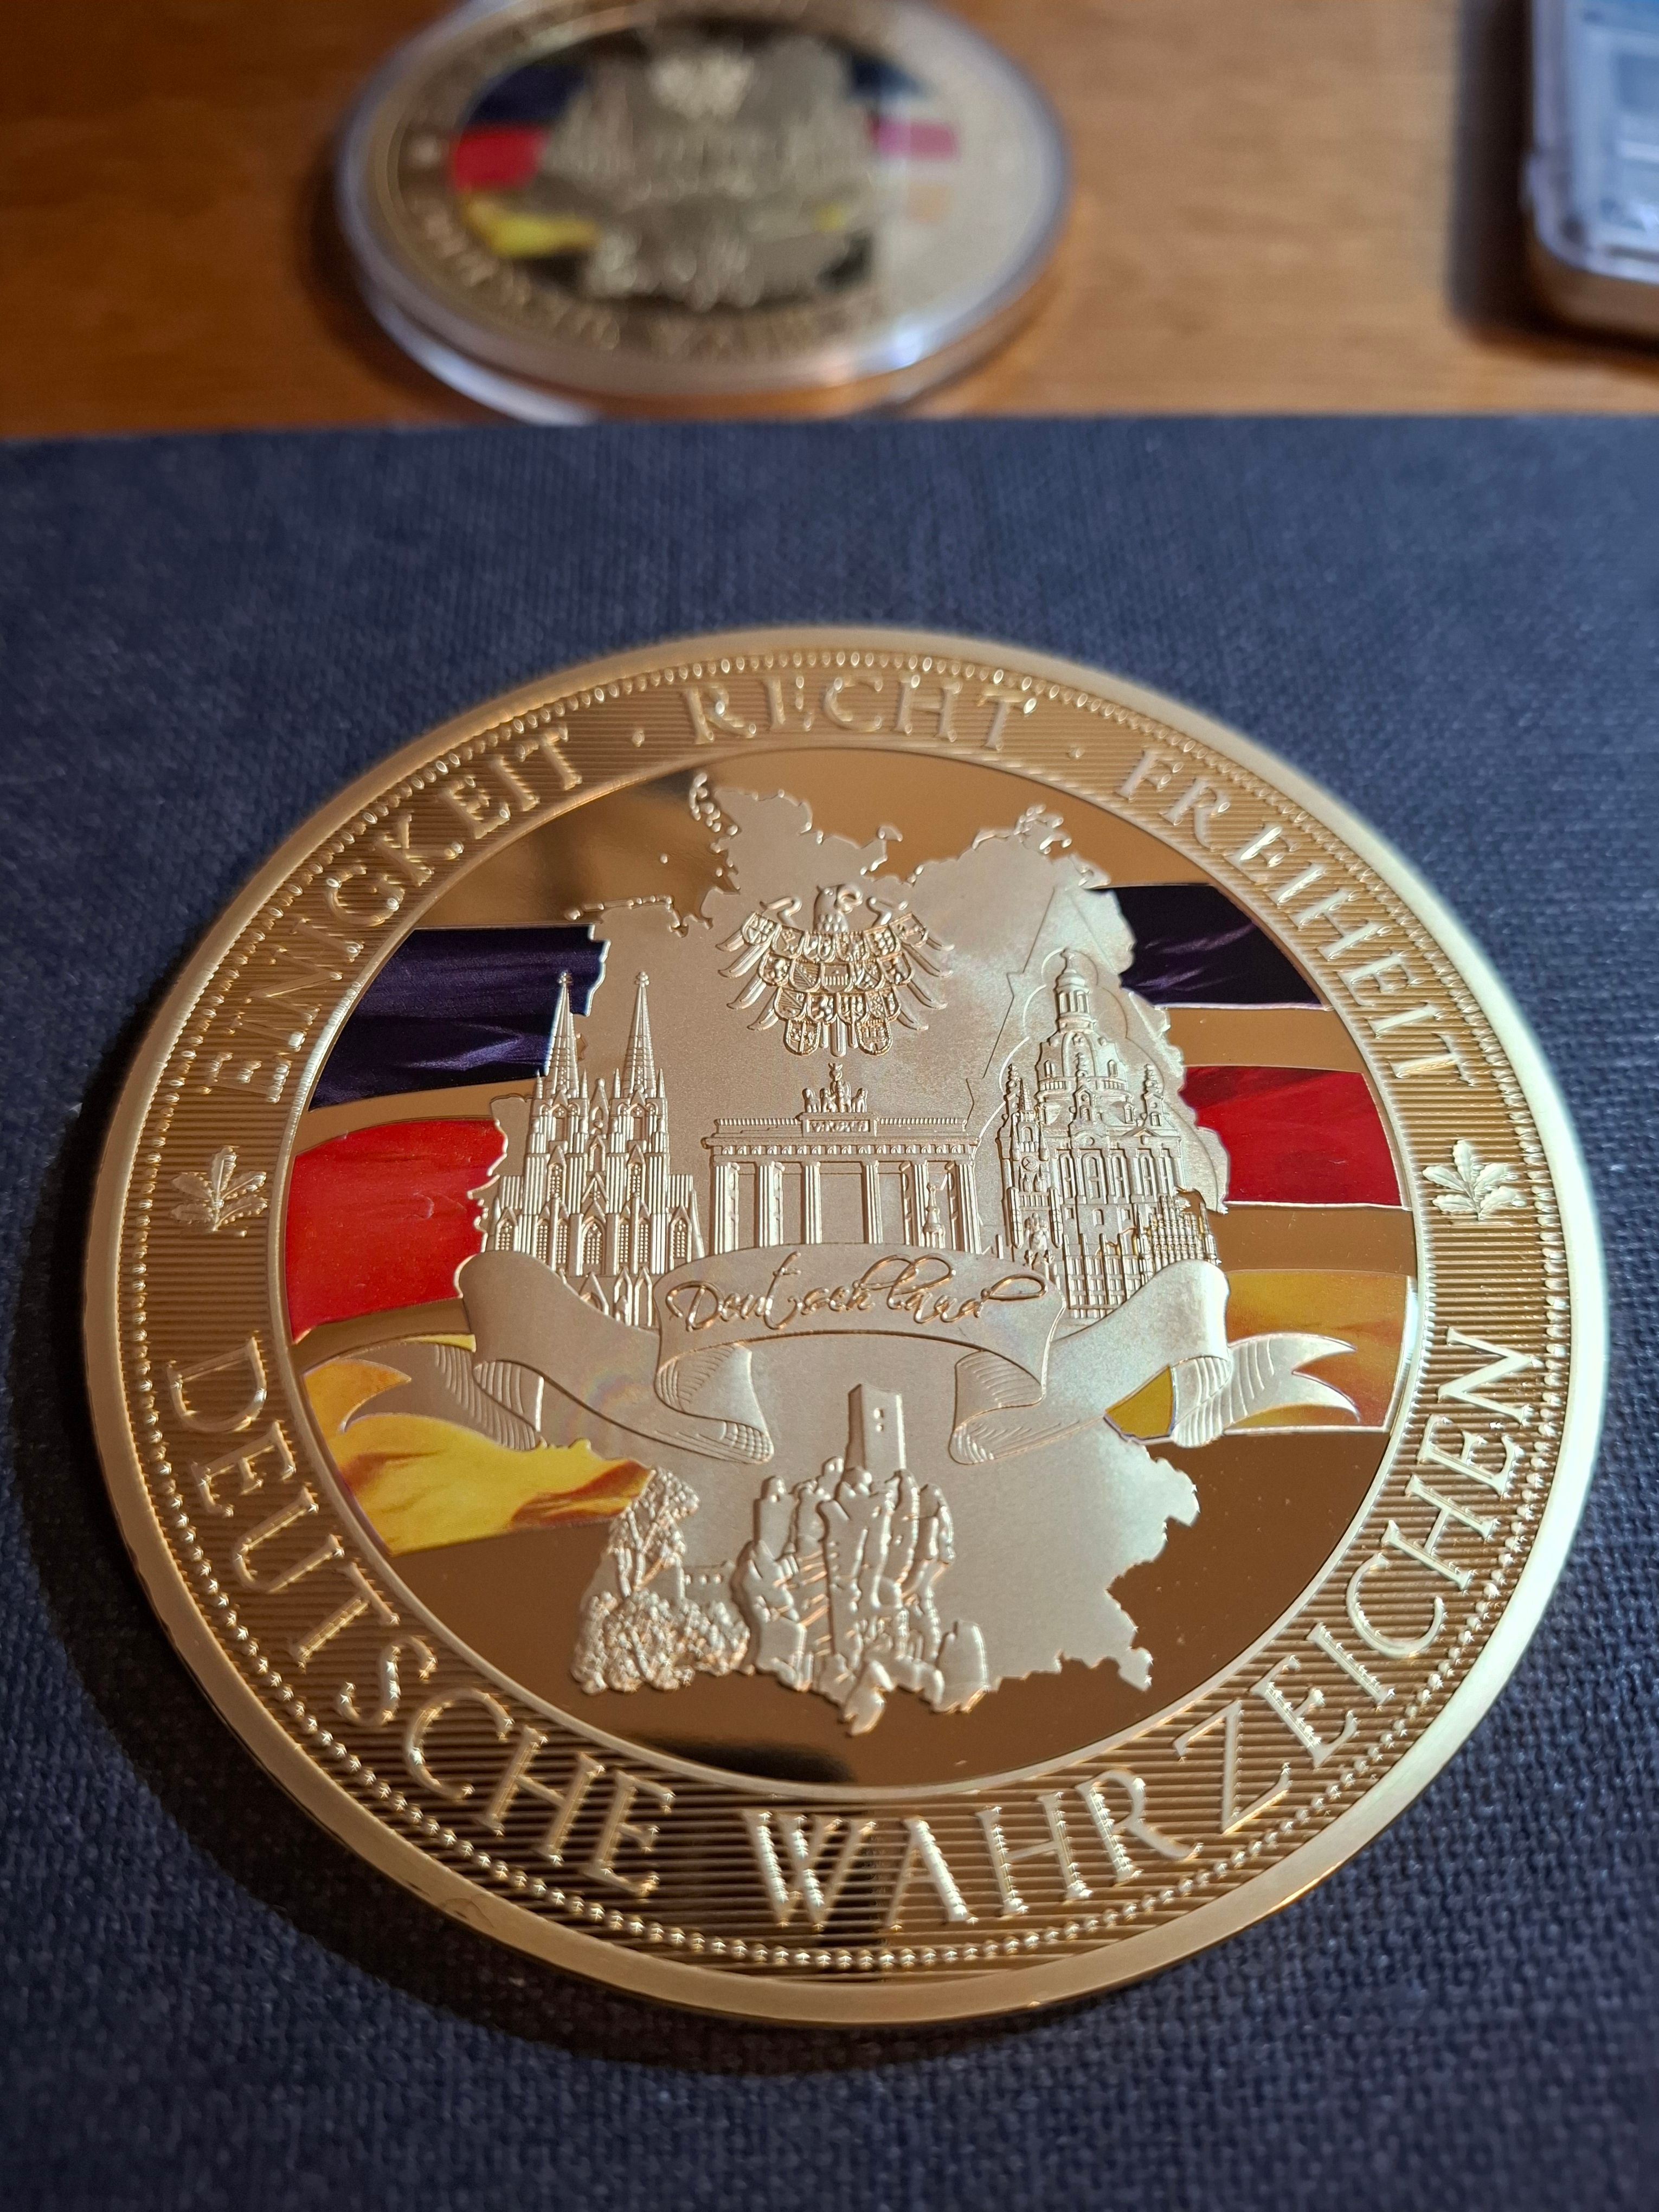 EINIGKEIT · RECHT · FREIHEIT
Deutschland
DEUTSCHE WAHRZEICHEN